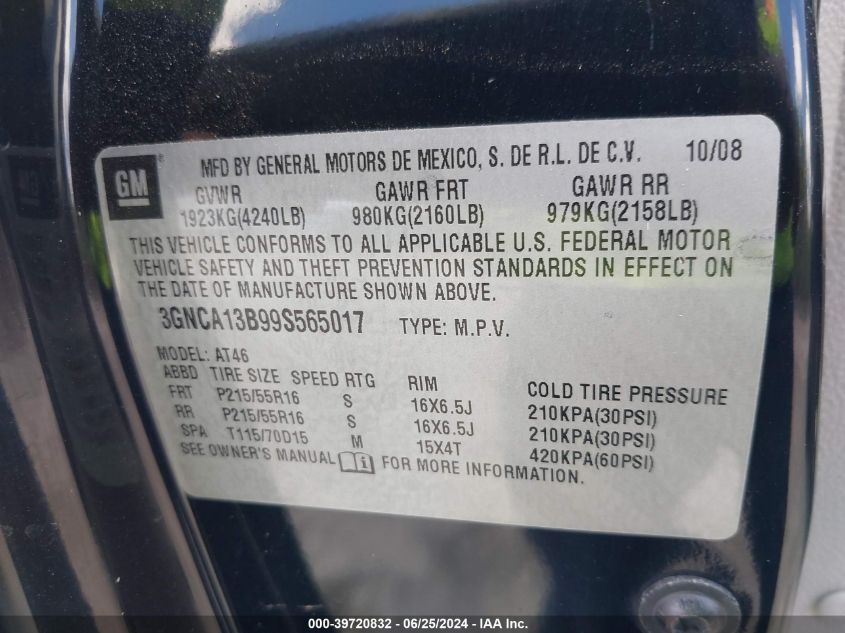 GM
MFD BY GENERAL MOTORS DE MEXICO, S. DE R.L. DE C.V. 10/08
GVWR GAWR FRT GAWR RR
1923KG(4240LB) 980KG(2160LB) 979KG(2158LB)
THIS VEHICLE CONFORMS TO ALL APPLICABLE U.S. FEDERAL MOTOR
VEHICLE SAFETY AND THEFT PREVENTION STANDARDS IN EFFECT ON
THE DATE OF MANUFACTURE SHOWN ABOVE.
3GNCA13B99S565017 TYPE: M.P.V.
MODEL: AT46
ABBD TIRE SIZE SPEED RTG RIM COLD TIRE PRESSURE
FRT P215/55R16 S 16X6.5J 210KPA(30PSI)
RR P215/55R16 S 16X6.5J 210KPA(30PSI)
SPA T115/70D15 M 15X4T 420KPA(60PSI)
SEE OWNER'S MANUAL FOR MORE INFORMATION.
000-39720832 - 06/25/2024 - IAA Inc.